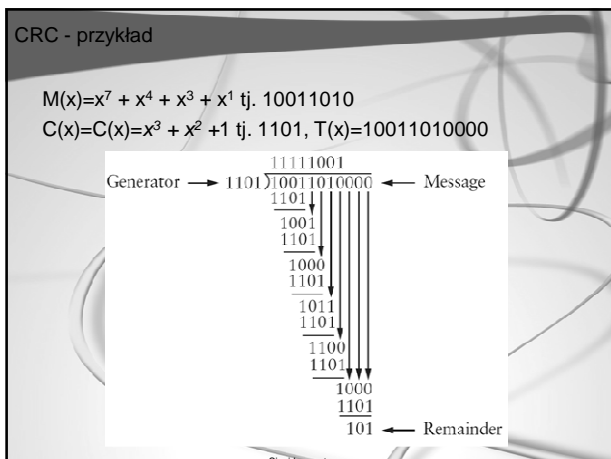 CRC - przykład
M(x)=x⁷ + x⁴ + x³ + x¹ tj. 10011010
C(x)=C(x)=x³ + x² +1 tj. 1101, T(x)=10011010000
11111001
Generator → 1101)10011010000 ← Message
1101
1001
1101
1000
1101
1011
1101
1100
1101
1000
1101
101 ← Remainder